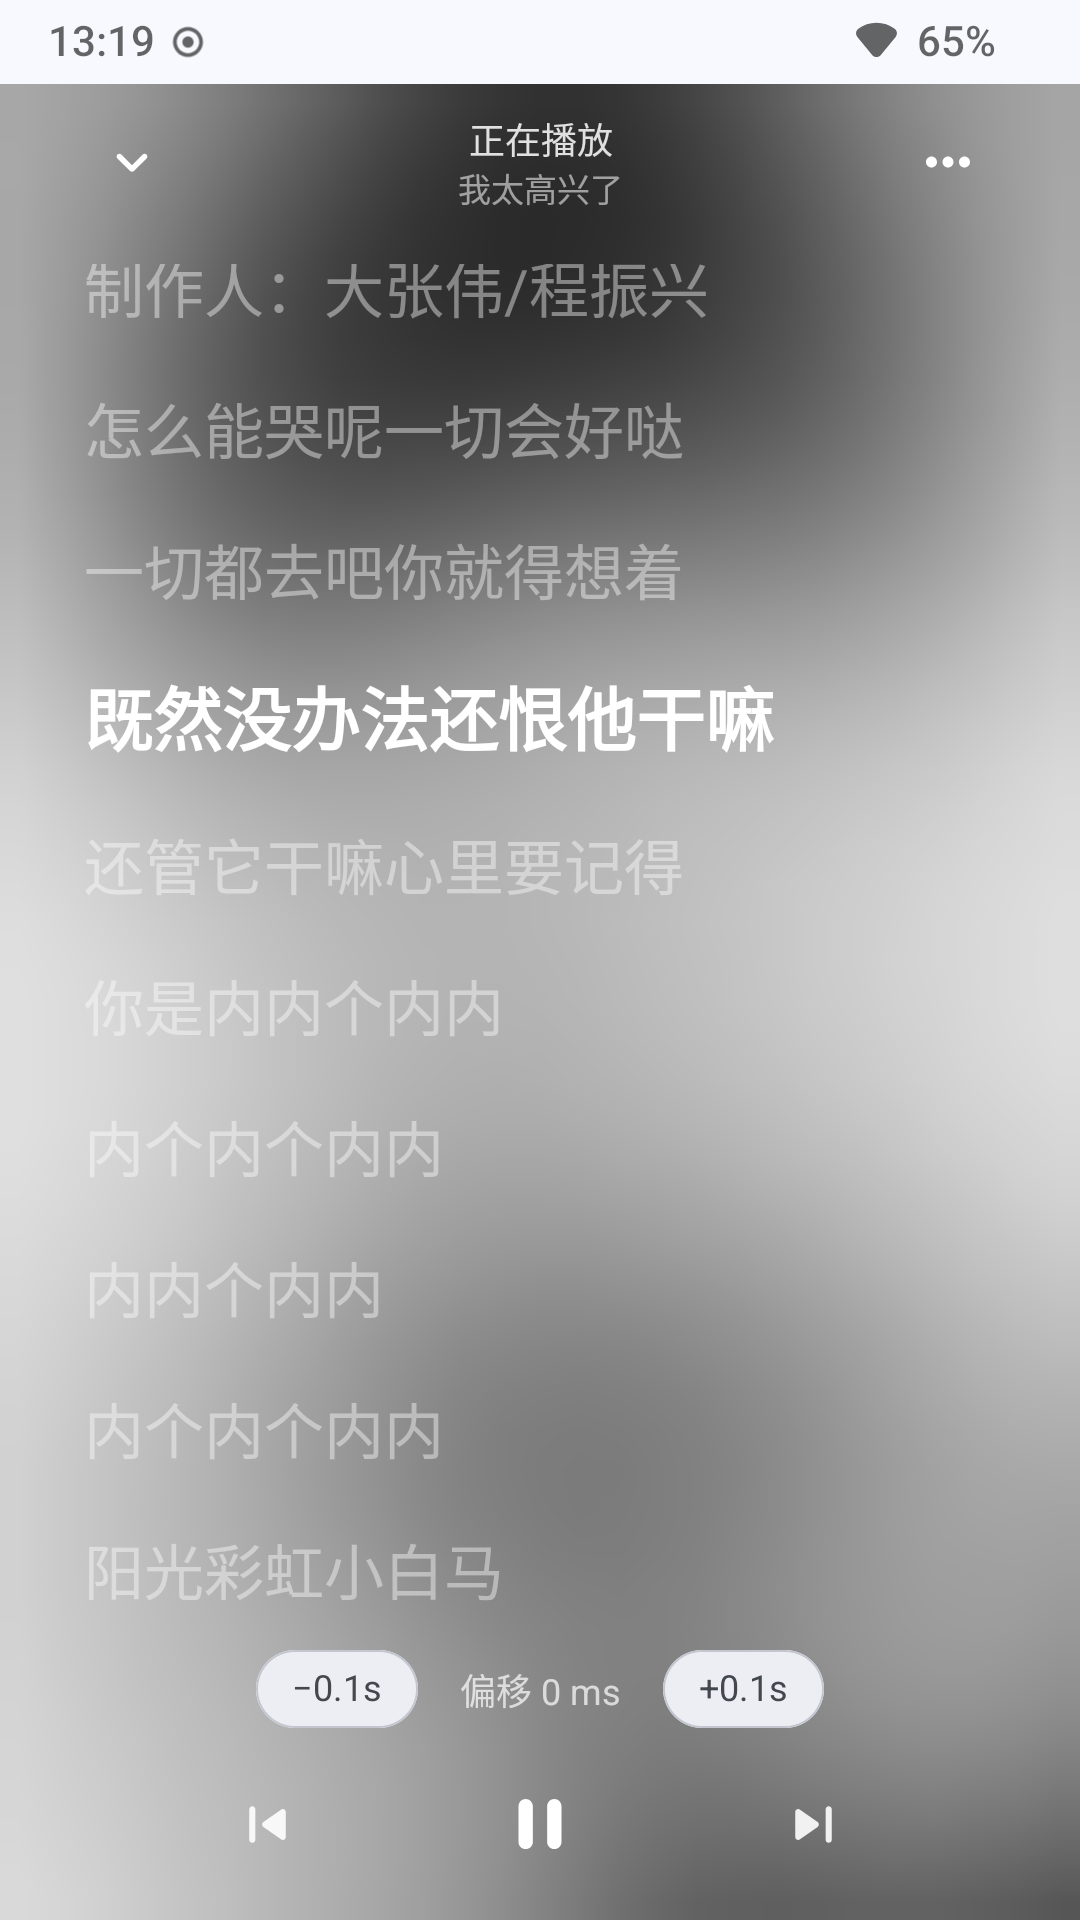 13:19
65%
正在播放
我太高兴了
制作人：大张伟/程振兴
怎么能哭呢一切会好哒
一切都去吧你就得想着
既然没办法还恨他干嘛
还管它干嘛心里要记得
你是内内个内内
内个内个内内
内内个内内
内个内个内内
阳光彩虹小白马
−0.1s 偏移 0 ms +0.1s